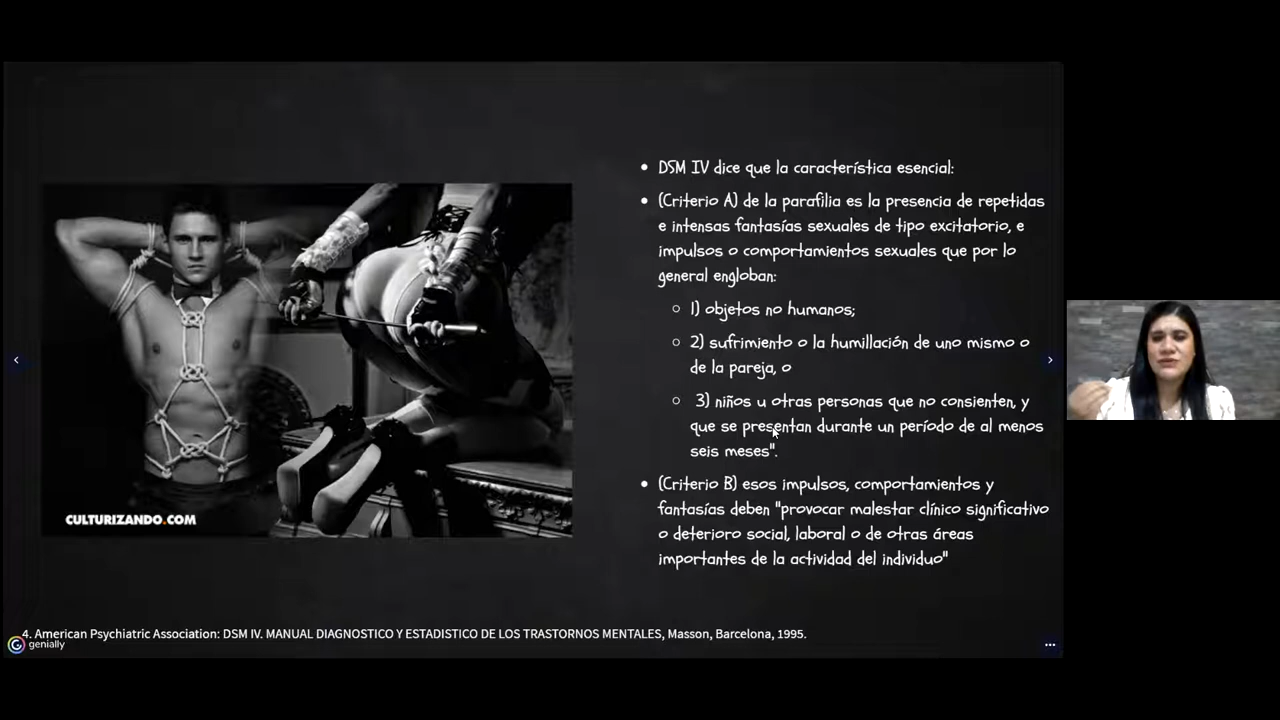 DSM IV dice que la característica esencial:
(Criterio A) de la parafilia es la presencia de repetidas
e intensas fantasías sexuales de tipo excitatorio, e
impulsos o comportamientos sexuales que por lo
general engloban:
1) objetos no humanos;
2) sufrimiento o la humillación de uno mismo o
de la pareja, o
3) niños u otras personas que no consienten, y
que se presentan durante un período de al menos
seis meses".
(Criterio B) esos impulsos, comportamientos y
fantasías deben "provocar malestar clínico significativo
o deterioro social, laboral o de otras áreas
importantes de la actividad del individuo"
CULTURIZANDO.COM
4. American Psychiatric Association: DSM IV. MANUAL DIAGNOSTICO Y ESTADISTICO DE LOS TRASTORNOS MENTALES, Masson, Barcelona, 1995.
genially